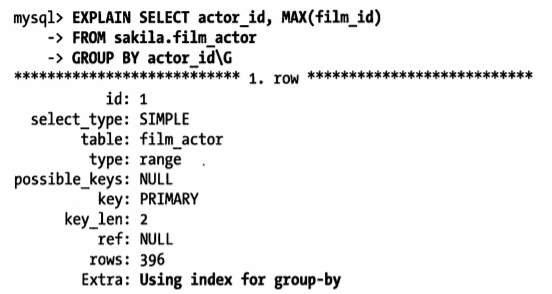 mysql> EXPLAIN SELECT actor_id, MAX(film_id)
-> FROM sakila.film_actor
-> GROUP BY actor_id\G
*************************** 1. row ***************************
id: 1
select_type: SIMPLE
table: film_actor
type: range
possible_keys: NULL
key: PRIMARY
key_len: 2
ref: NULL
rows: 396
Extra: Using index for group-by